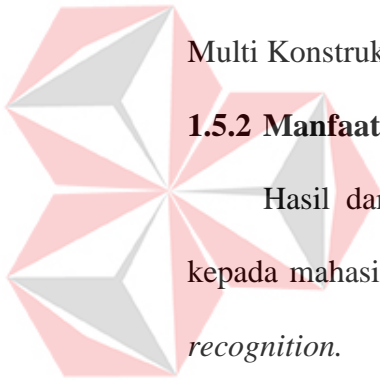 Multi Konstruk
1.5.2 Manfaat
Hasil dar
kepada mahasi
recognition.